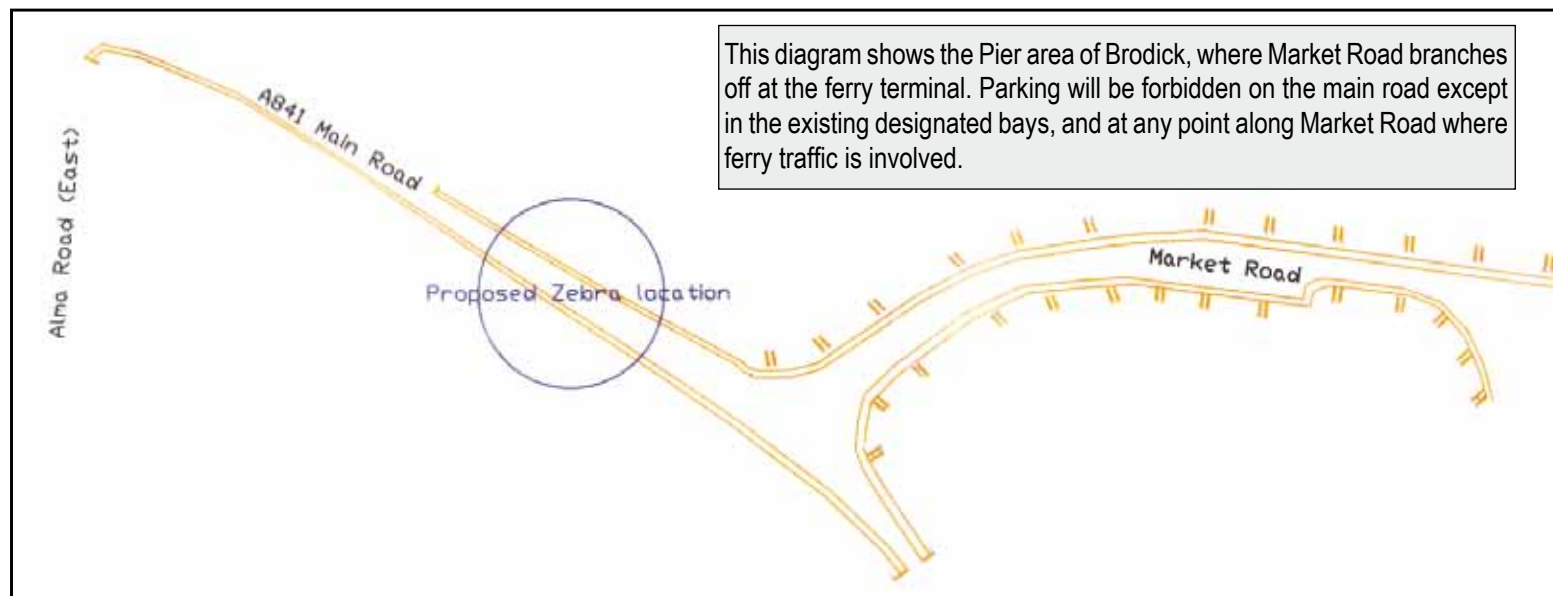 This diagram shows the Pier area of Brodick, where Market Road branches
off at the ferry terminal. Parking will be forbidden on the main road except
in the existing designated bays, and at any point along Market Road where
ferry traffic is involved.
A841 Main Road
Alma Road (East)
Proposed Zebra location
Market Road